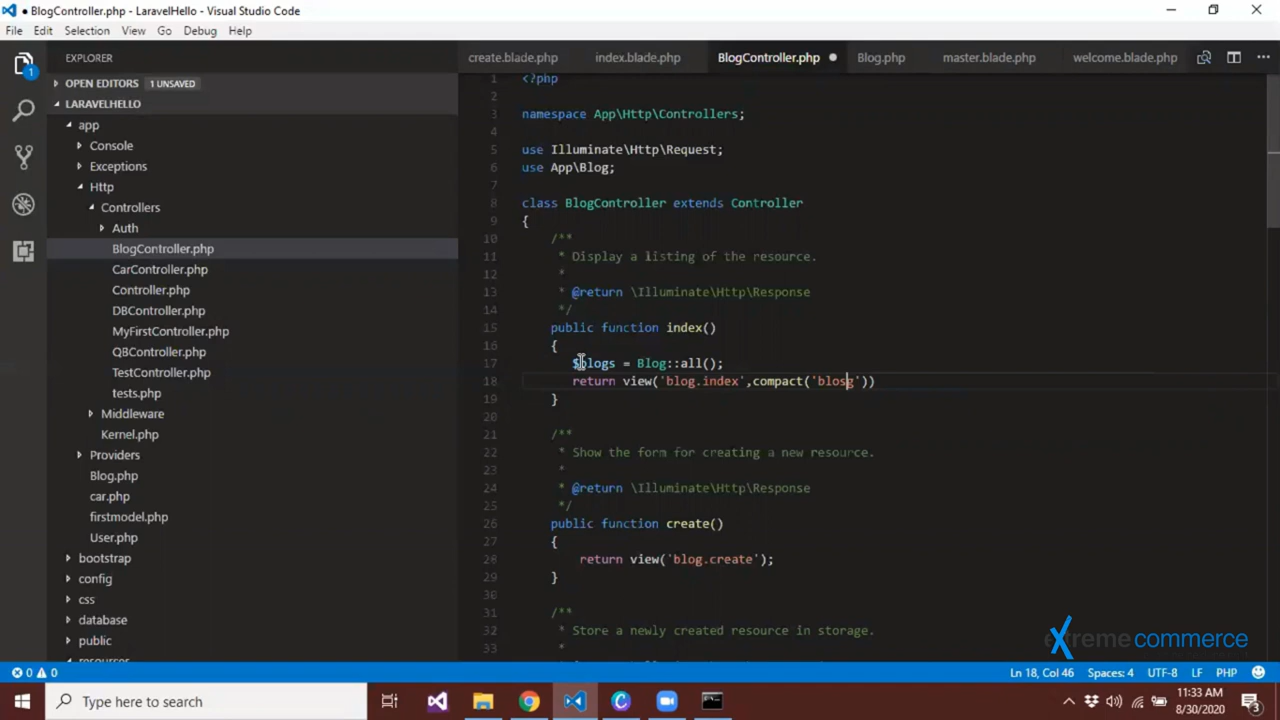 ● BlogController.php - LaravelHello - Visual Studio Code
File Edit Selection View Go Debug Help
EXPLORER
OPEN EDITORS 1 UNSAVED
LARAVELHELLO
app
Console
Exceptions
Http
Controllers
Auth
BlogController.php
CarController.php
Controller.php
DBController.php
MyFirstController.php
QBController.php
TestController.php
tests.php
Middleware
Kernel.php
Providers
Blog.php
car.php
firstmodel.php
User.php
bootstrap
config
css
database
public
resources
1
create.blade.php index.blade.php BlogController.php ● Blog.php master.blade.php welcome.blade.php
1 <?php
2
3 namespace App\Http\Controllers;
4
5 use Illuminate\Http\Request;
6 use App\Blog;
7
8 class BlogController extends Controller
9 {
10 /**
11 * Display a listing of the resource.
12 *
13 * @return \Illuminate\Http\Response
14 */
15 public function index()
16 {
17 $blogs = Blog::all();
18 return view('blog.index',compact('blosg'))
19 }
20
21 /**
22 * Show the form for creating a new resource.
23 *
24 * @return \Illuminate\Http\Response
25 */
26 public function create()
27 {
28 return view('blog.create');
29 }
30
31 /**
32 * Store a newly created resource in storage.
33 *
extreme commerce
0 0 Ln 18, Col 46 Spaces: 4 UTF-8 LF PHP
Type here to search
11:33 AM
8/30/2020
3